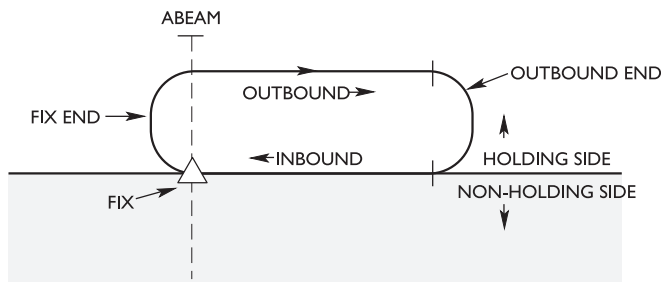 ABEAM
OUTBOUND END
OUTBOUND
FIX END
INBOUND
HOLDING SIDE
NON-HOLDING SIDE
FIX